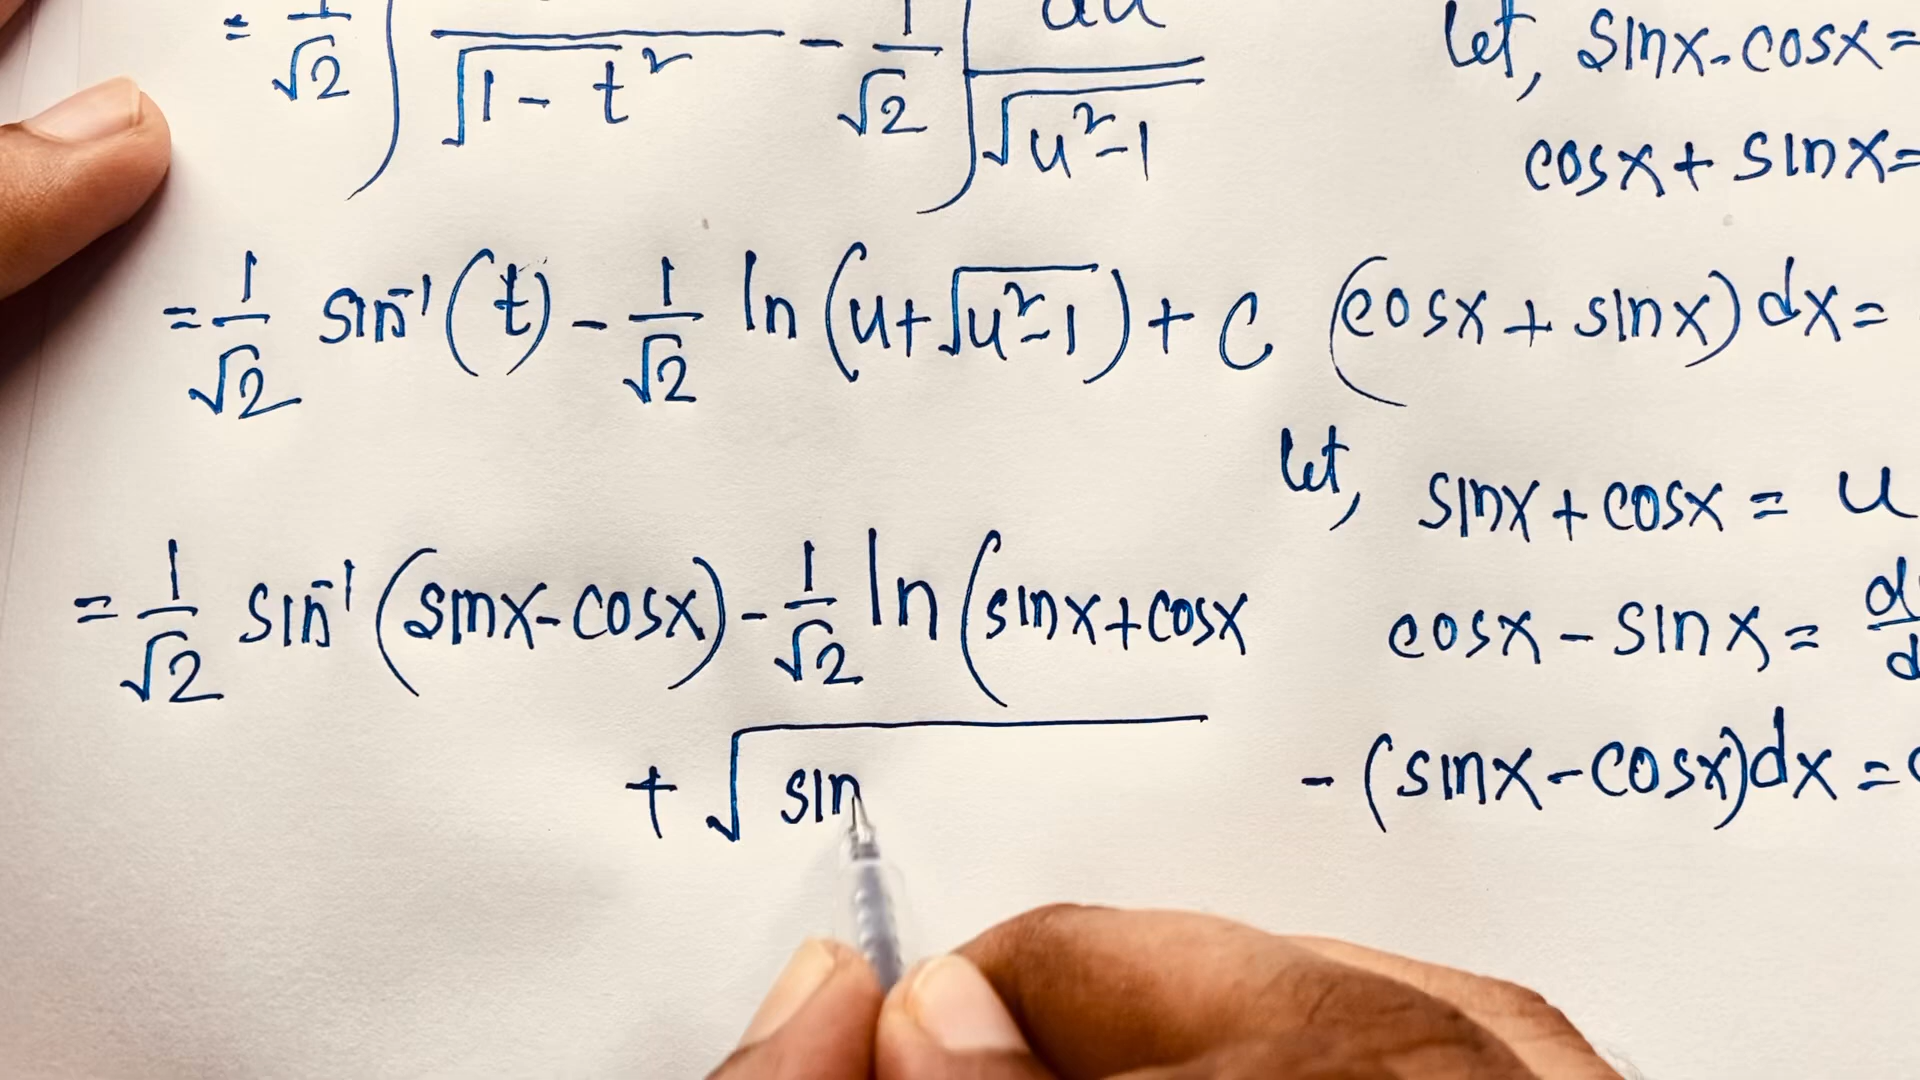 = 1/√2 ∫ /√(1-t²) - 1/√2 ∫ du/√(u²-1)
= 1/√2 sin⁻¹(t) - 1/√2 ln(u+√(u²-1)) + C
= 1/√2 sin⁻¹(sinx-cosx) - 1/√2 ln(sinx+cosx
+ √sin
let, sinx-cosx=
cosx+sinx=
(cosx+sinx)dx=
let, sinx+cosx = u
cosx-sinx=
-(sinx-cosx)dx =